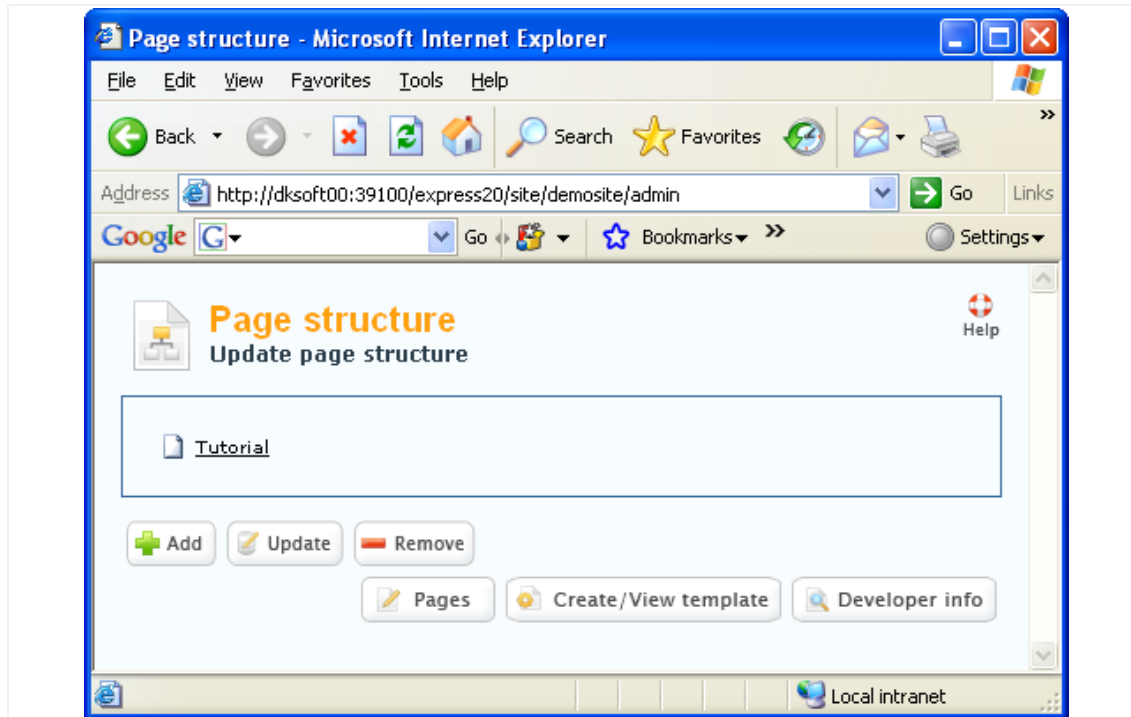 Page structure - Microsoft Internet Explorer
File Edit View Favorites Tools Help
Back Search Favorites »
Address http://dksoft00:39100/express20/site/demosite/admin Go Links
Google G Go Bookmarks » Settings
Page structure
Help
Update page structure
Tutorial
Add Update Remove
Pages Create/View template Developer info
Local intranet